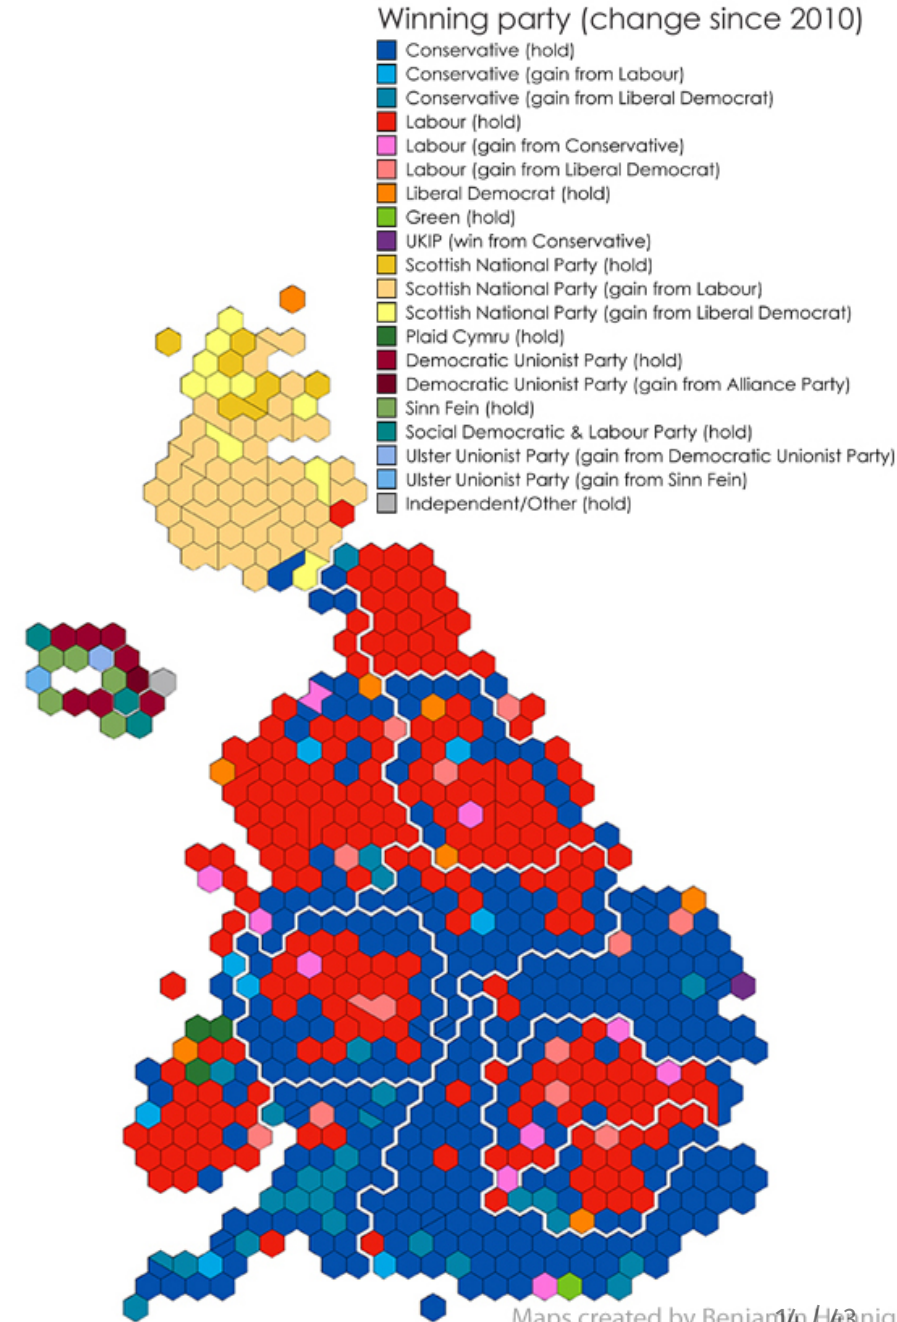 Winning party (change since 2010)
Conservative (hold)
Conservative (gain from Labour)
Conservative (gain from Liberal Democrat)
Labour (hold)
Labour (gain from Conservative)
Labour (gain from Liberal Democrat)
Liberal Democrat (hold)
Green (hold)
UKIP (win from Conservative)
Scottish National Party (hold)
Scottish National Party (gain from Labour)
Scottish National Party (gain from Liberal Democrat)
Plaid Cymru (hold)
Democratic Unionist Party (hold)
Democratic Unionist Party (gain from Alliance Party)
Sinn Fein (hold)
Social Democratic & Labour Party (hold)
Ulster Unionist Party (gain from Democratic Unionist Party)
Ulster Unionist Party (gain from Sinn Fein)
Independent/Other (hold)
Maps created by